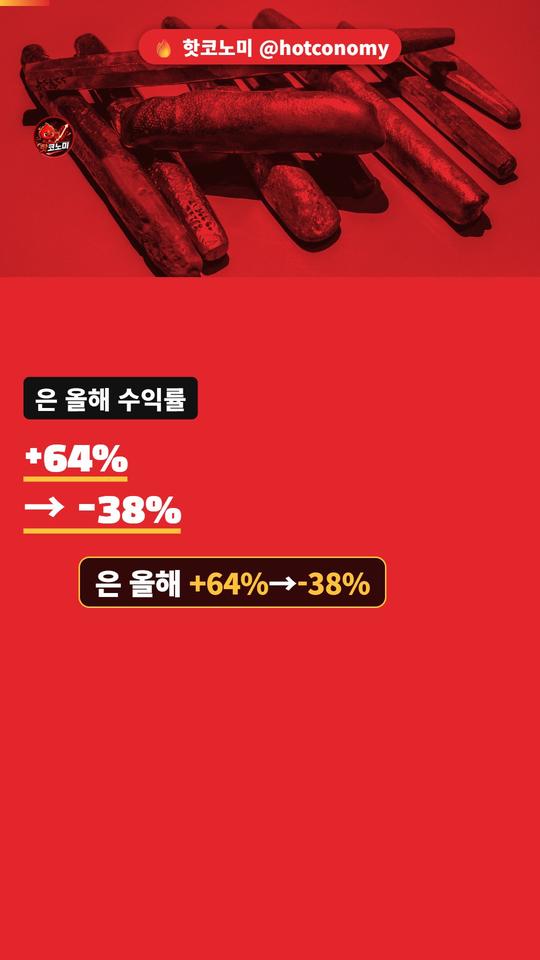 핫코노미 @hotconomy
핫코노미
은 올해 수익률
+64%
→ -38%
은 올해 +64%→-38%